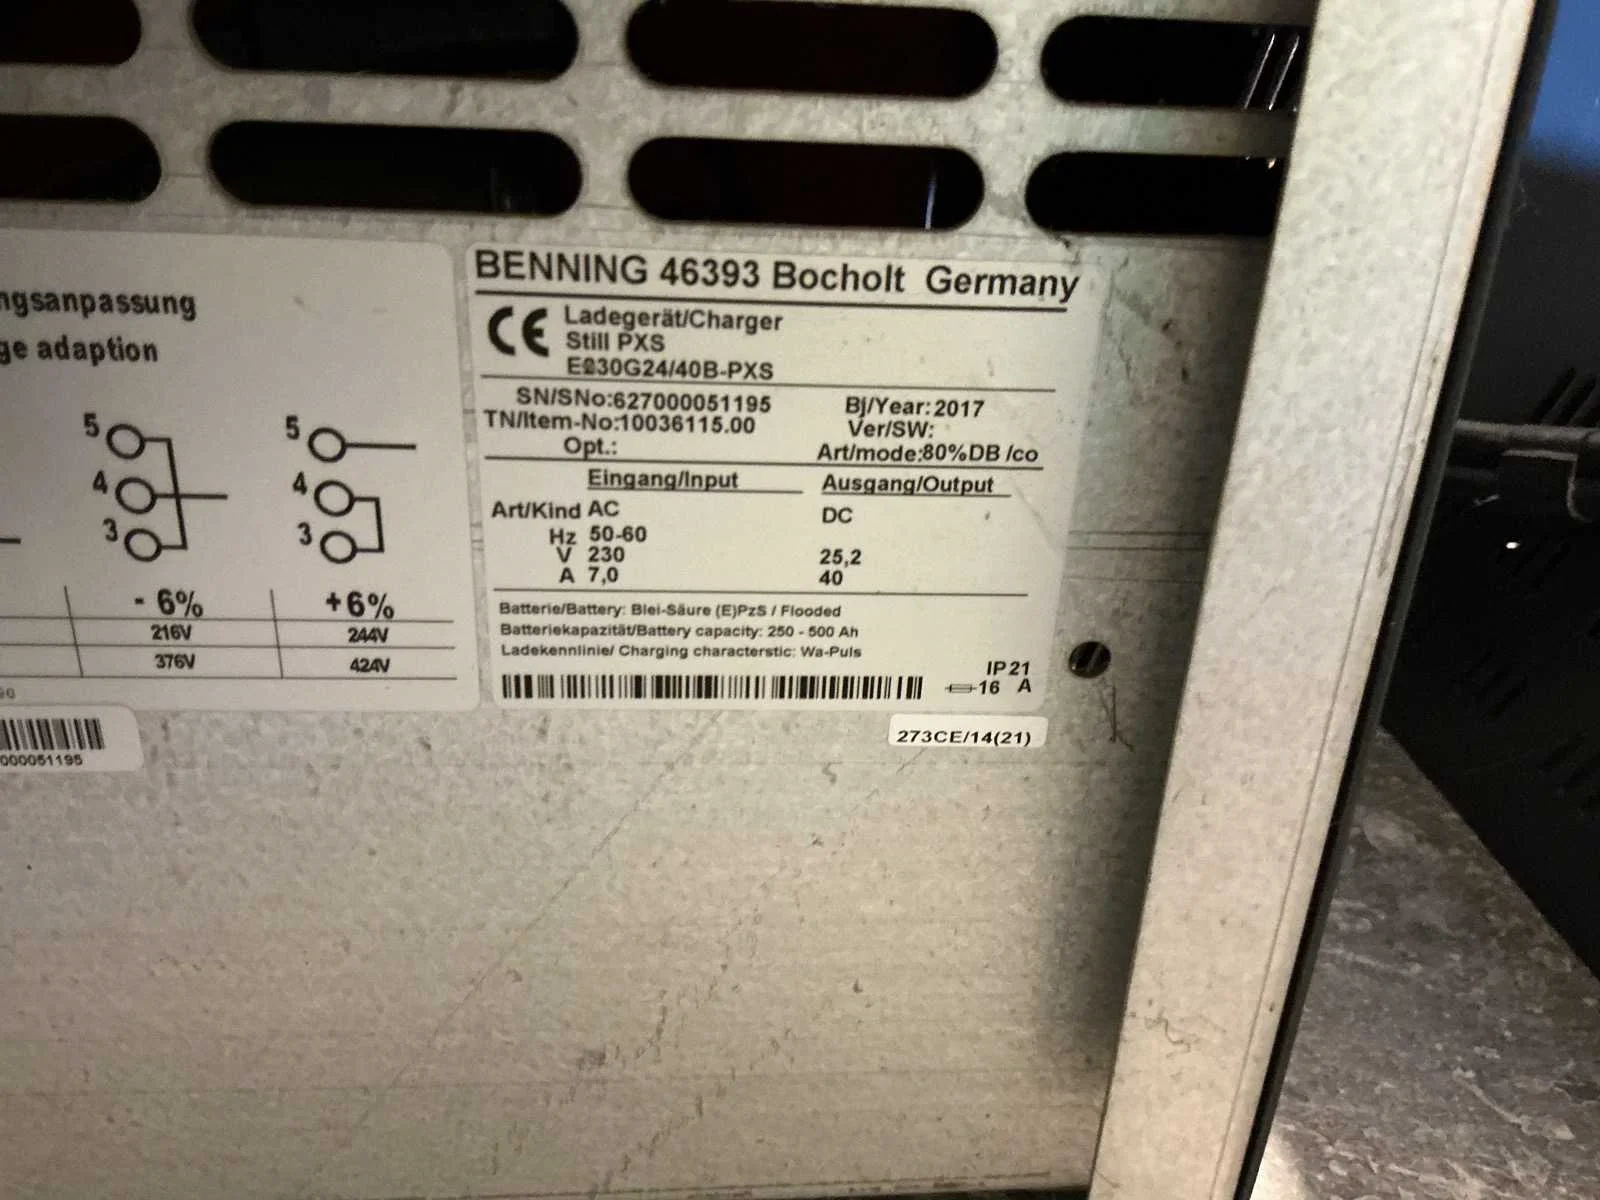 ngsanpassung
ge adaption
5
4
3
5
4
3
- 6%
+6%
216V
244V
376V
424V
000051195
BENNING 46393 Bocholt Germany
CE
Ladegerät/Charger
Still PXS
E230G24/40B-PXS
SN/SNo:627000051195
Bj/Year:2017
TN/Item-No:10036115.00
Ver/SW:
Opt.:
Art/mode:80%DB /co
Eingang/Input
Ausgang/Output
Art/Kind AC
DC
Hz 50-60
V 230
25,2
A 7,0
40
Batterie/Battery: Blei-Säure (E)PzS / Flooded
Batteriekapazität/Battery capacity: 250 - 500 Ah
Ladekennlinie/ Charging characterstic: Wa-Puls
IP21
16 A
273CE/14(21)